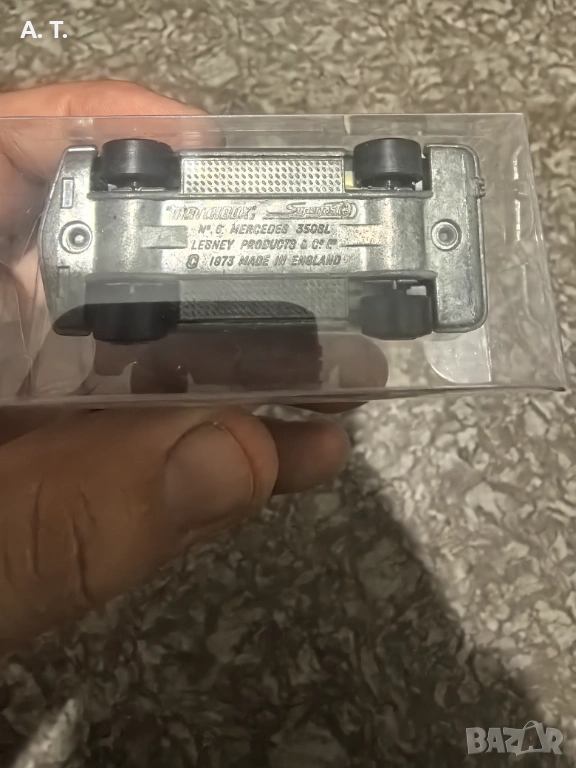 A. T.
"MATCHBOX" Superfast
No. 6 MERCEDES 350SL
LESNEY PRODUCTS & Co. Ltd
© 1973 MADE IN ENGLAND
BAZAR